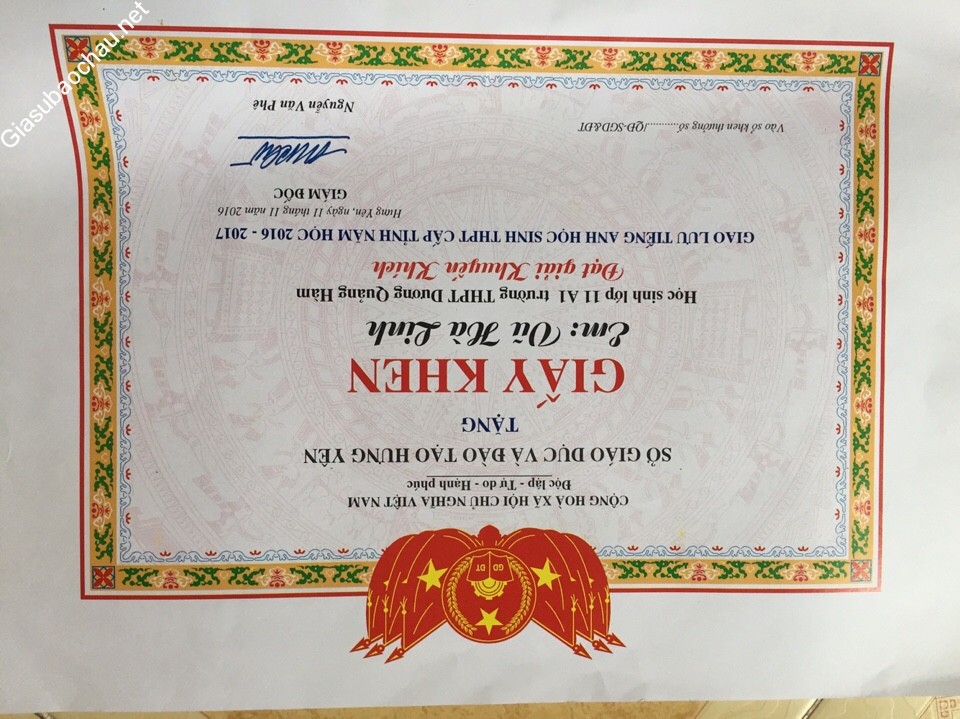 CỘNG HOÀ XÃ HỘI CHỦ NGHĨA VIỆT NAM
Độc lập - Tự do - Hạnh phúc
SỞ GIÁO DỤC VÀ ĐÀO TẠO HƯNG YÊN
TẶNG
GIẤY KHEN
Em: Vũ Hà Linh
Học sinh lớp 11 A1 trường THPT Dương Quảng Hàm
Đạt giải Khuyến Khích
GIAO LƯU TIẾNG ANH HỌC SINH THPT CẤP TỈNH NĂM HỌC 2016 - 2017
Hưng Yên, ngày 11 tháng 11 năm 2016
GIÁM ĐỐC
Vào sổ khen thưởng số............/QĐ-SGD&ĐT
Nguyễn Văn Phê
GD ĐT
Giasubaochau.net